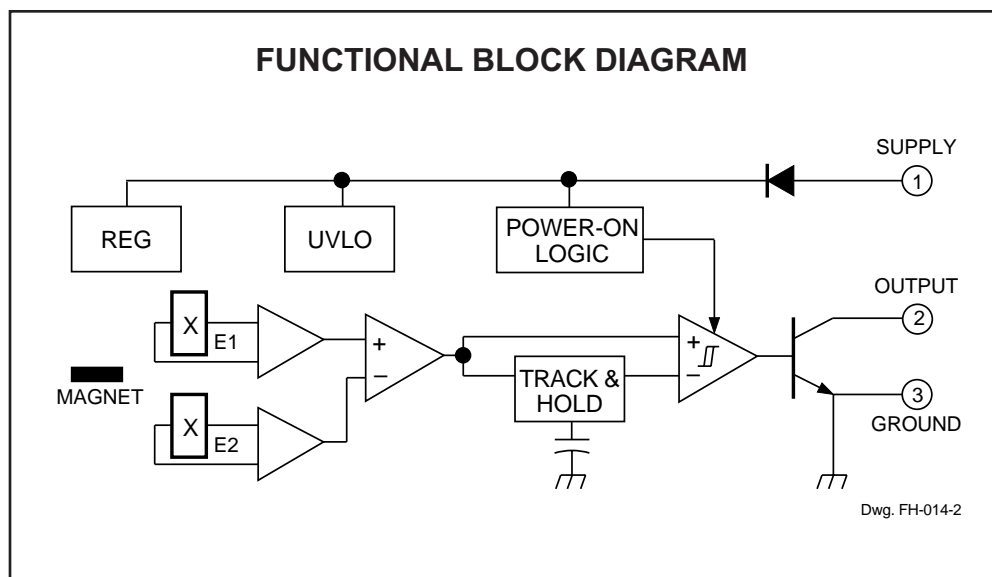 FUNCTIONAL BLOCK DIAGRAM
SUPPLY
1
REG
UVLO
POWER-ON
LOGIC
OUTPUT
2
X
E1
+
−
+
−
MAGNET
TRACK &
HOLD
3
GROUND
X
E2
Dwg. FH-014-2